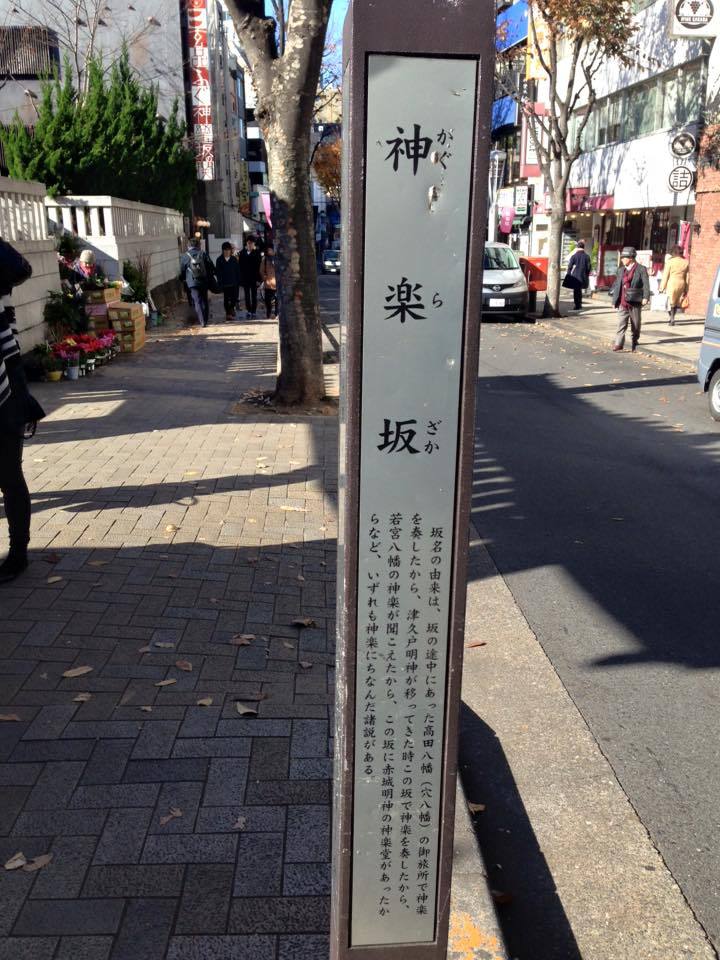 神楽坂
がぐ
ら
ざか
坂名の由来は、坂の途中にあった高田八幡(穴八幡)の御旅所で神楽
を奏したから、津久戸明神が移ってきた時この坂で神楽を奏したから、
若宮八幡の神楽が聞こえたから、この坂に赤城明神の神楽堂があったか
らなど、いずれも神楽にちなんだ諸説がある。
詰